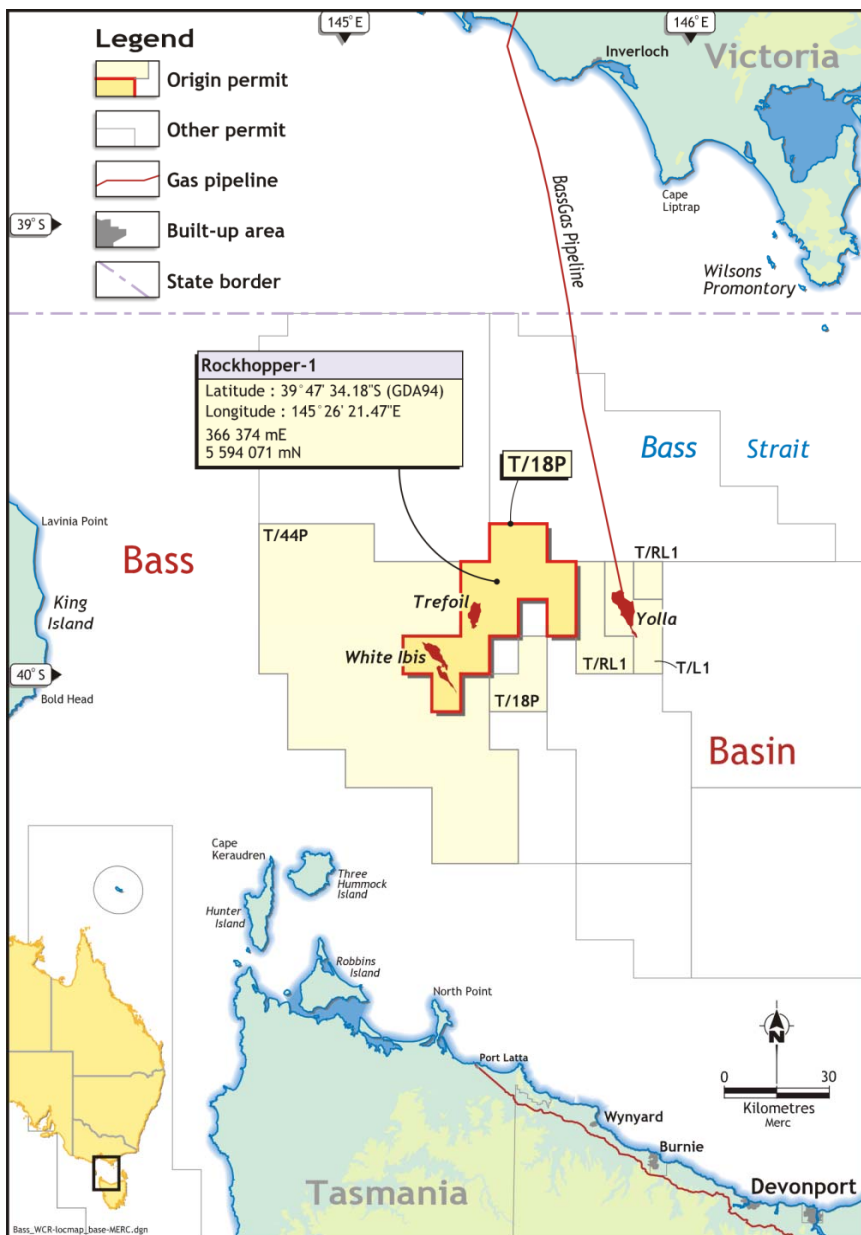 145°E
146°E
Legend
Origin permit
Other permit
Gas pipeline
Built-up area
State border
Inverloch
Victoria
BassGas Pipeline
Cape
Liptrap
39°S
Wilsons
Promontory
Rockhopper-1
Latitude : 39°47' 34.18"S (GDA94)
Longitude : 145°26' 21.47"E
366 374 mE
5 594 071 mN
Bass Strait
T/18P
Lavinia Point
T/44P
Bass
T/RL1
King
Island
Trefoil
Yolla
White Ibis
40°S
T/RL1
T/L1
Bold Head
T/18P
Basin
Cape
Keraudren
Three
Hummock
Island
Hunter
Island
Robbins
Island
North Point
Port Latta
N
0 30
Kilometres
Merc
Wynyard
Burnie
Tasmania
Devonport
Bass_WCR-locmap_base-MERC.dgn